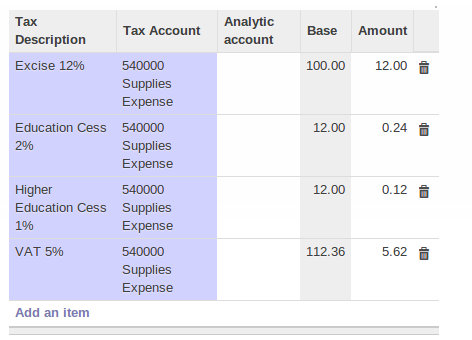 Tax Description Tax Account Analytic account Base Amount
Excise 12% 540000 Supplies Expense 100.00 12.00
Education Cess 2% 540000 Supplies Expense 12.00 0.24
Higher Education Cess 1% 540000 Supplies Expense 12.00 0.12
VAT 5% 540000 Supplies Expense 112.36 5.62
Add an item